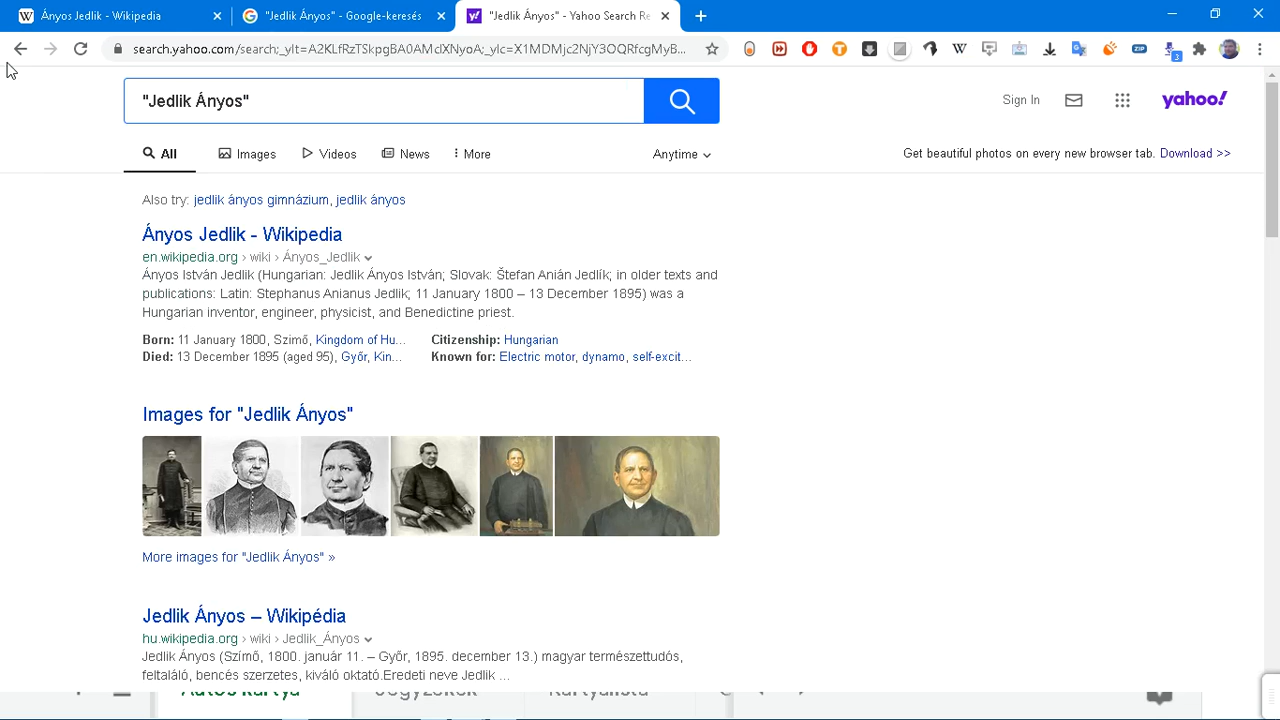 Ányos Jedlik - Wikipedia
"Jedlik Ányos" - Google-keresés
"Jedlik Ányos" - Yahoo Search Re
search.yahoo.com/search;_ylt=A2KLfRzTSkpgBA0AMclXNyoA;_ylc=X1MDMjc2NjY3OQRfcgMyB...
ZIP
3
"Jedlik Ányos"
Sign In
yahoo!
All
Images
Videos
News
More
Anytime
Get beautiful photos on every new browser tab. Download >>
Also try: jedlik ányos gimnázium, jedlik ányos
Ányos Jedlik - Wikipedia
en.wikipedia.org › wiki › Ányos_Jedlik
Ányos István Jedlik (Hungarian: Jedlik Ányos István; Slovak: Štefan Anián Jedlík; in older texts and
publications: Latin: Stephanus Anianus Jedlik; 11 January 1800 – 13 December 1895) was a
Hungarian inventor, engineer, physicist, and Benedictine priest.
Born: 11 January 1800, Szimő, Kingdom of Hu...
Citizenship: Hungarian
Died: 13 December 1895 (aged 95), Győr, Kin...
Known for: Electric motor, dynamo, self-excit...
Images for "Jedlik Ányos"
More images for "Jedlik Ányos" »
Jedlik Ányos – Wikipédia
hu.wikipedia.org › wiki › Jedlik_Ányos
Jedlik Ányos (Szímő, 1800. január 11. – Győr, 1895. december 13.) magyar természettudós,
feltaláló, bencés szerzetes, kiváló oktató.Eredeti neve Jedlik ...